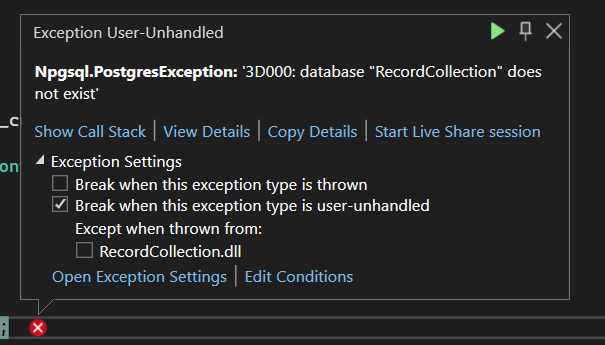 Exception User-Unhandled
Npgsql.PostgresException: '3D000: database "RecordCollection" does
not exist'
_c
Show Call Stack | View Details | Copy Details | Start Live Share session
on
Exception Settings
Break when this exception type is thrown
Break when this exception type is user-unhandled
Except when thrown from:
RecordCollection.dll
Open Exception Settings | Edit Conditions
;